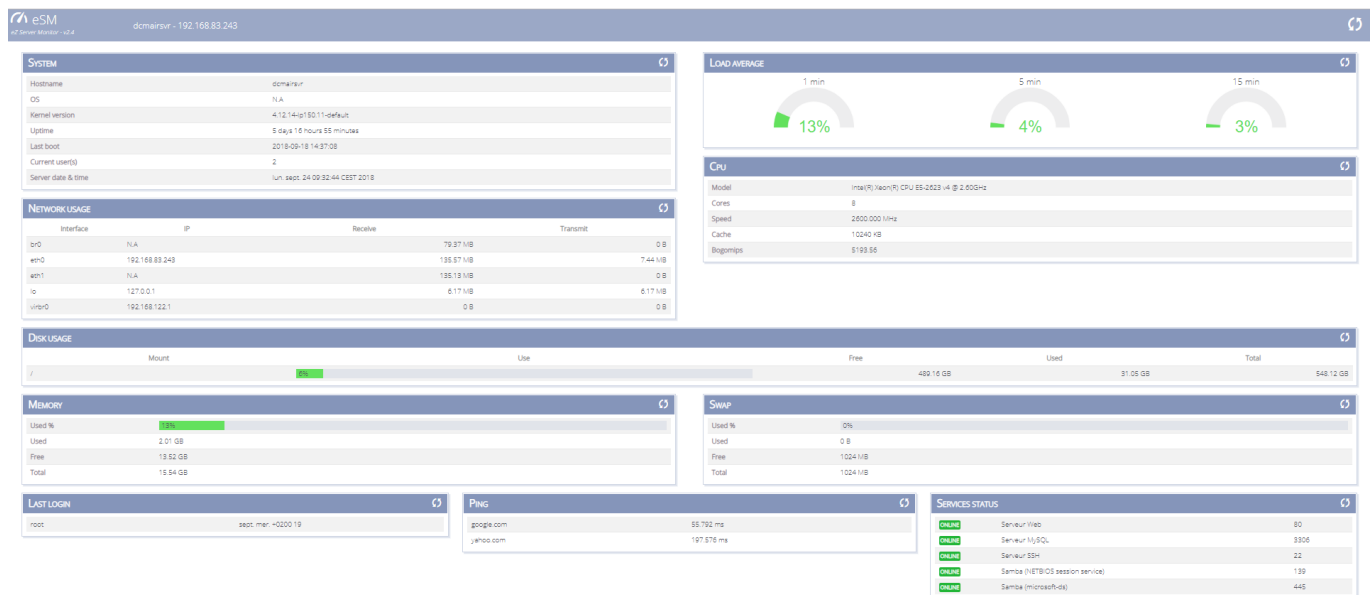 eSM
eZ Server Monitor - v2.4
dcmairsvr - 192.168.83.243
SYSTEM
Hostname dcmairsvr
OS N.A
Kernel version 4.12.14-lp150.11-default
Uptime 5 days 16 hours 55 minutes
Last boot 2018-09-18 14:37:08
Current user(s) 2
Server date & time lun. sept. 24 09:32:44 CEST 2018
LOAD AVERAGE
1 min 5 min 15 min
13% 4% 3%
CPU
Model Intel(R) Xeon(R) CPU E5-2623 v4 @ 2.60GHz
Cores 8
Speed 2600.000 MHz
Cache 10240 KB
Bogomips 5193.56
NETWORK USAGE
Interface IP Receive Transmit
br0 N.A 79.37 MB 0 B
eth0 192.168.83.243 135.57 MB 7.44 MB
eth1 N.A 135.13 MB 0 B
lo 127.0.0.1 6.17 MB 6.17 MB
virbr0 192.168.122.1 0 B 0 B
DISK USAGE
Mount Use Free Used Total
/ 6% 489.16 GB 31.05 GB 548.12 GB
MEMORY
Used % 13%
Used 2.01 GB
Free 13.52 GB
Total 15.54 GB
SWAP
Used % 0%
Used 0 B
Free 1024 MB
Total 1024 MB
LAST LOGIN
root sept. mer. +0200 19
PING
google.com 55.792 ms
yahoo.com 197.576 ms
SERVICES STATUS
ONLINE Serveur Web 80
ONLINE Serveur MySQL 3306
ONLINE Serveur SSH 22
ONLINE Samba (NETBIOS session service) 139
ONLINE Samba (microsoft-ds) 445